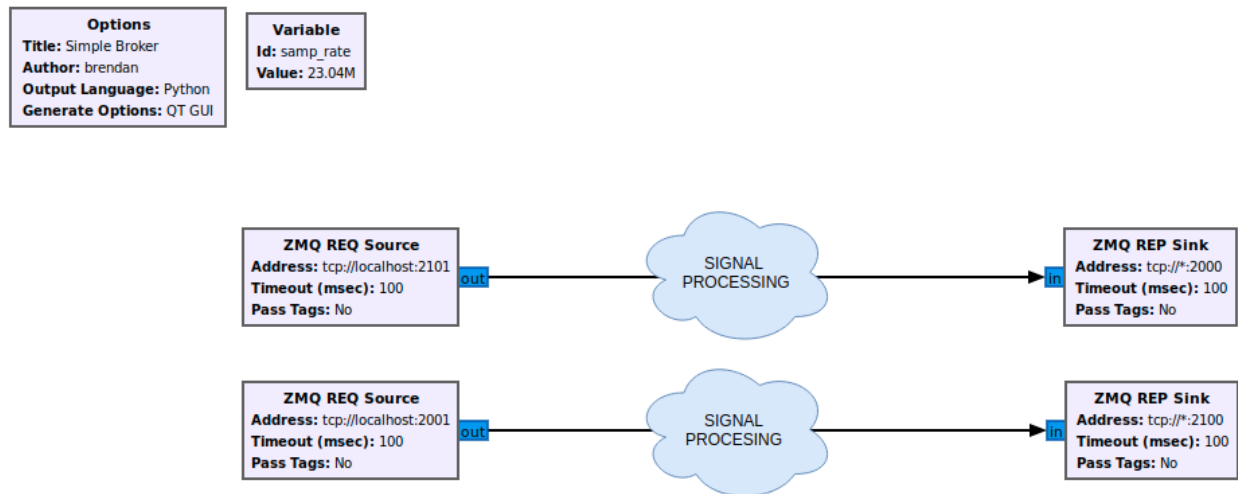 Options
Title: Simple Broker
Author: brendan
Output Language: Python
Generate Options: QT GUI
Variable
Id: samp_rate
Value: 23.04M
ZMQ REQ Source
Address: tcp://localhost:2101
Timeout (msec): 100
Pass Tags: No
out
SIGNAL
PROCESSING
in
ZMQ REP Sink
Address: tcp://*:2000
Timeout (msec): 100
Pass Tags: No
ZMQ REQ Source
Address: tcp://localhost:2001
Timeout (msec): 100
Pass Tags: No
out
SIGNAL
PROCESING
in
ZMQ REP Sink
Address: tcp://*:2100
Timeout (msec): 100
Pass Tags: No